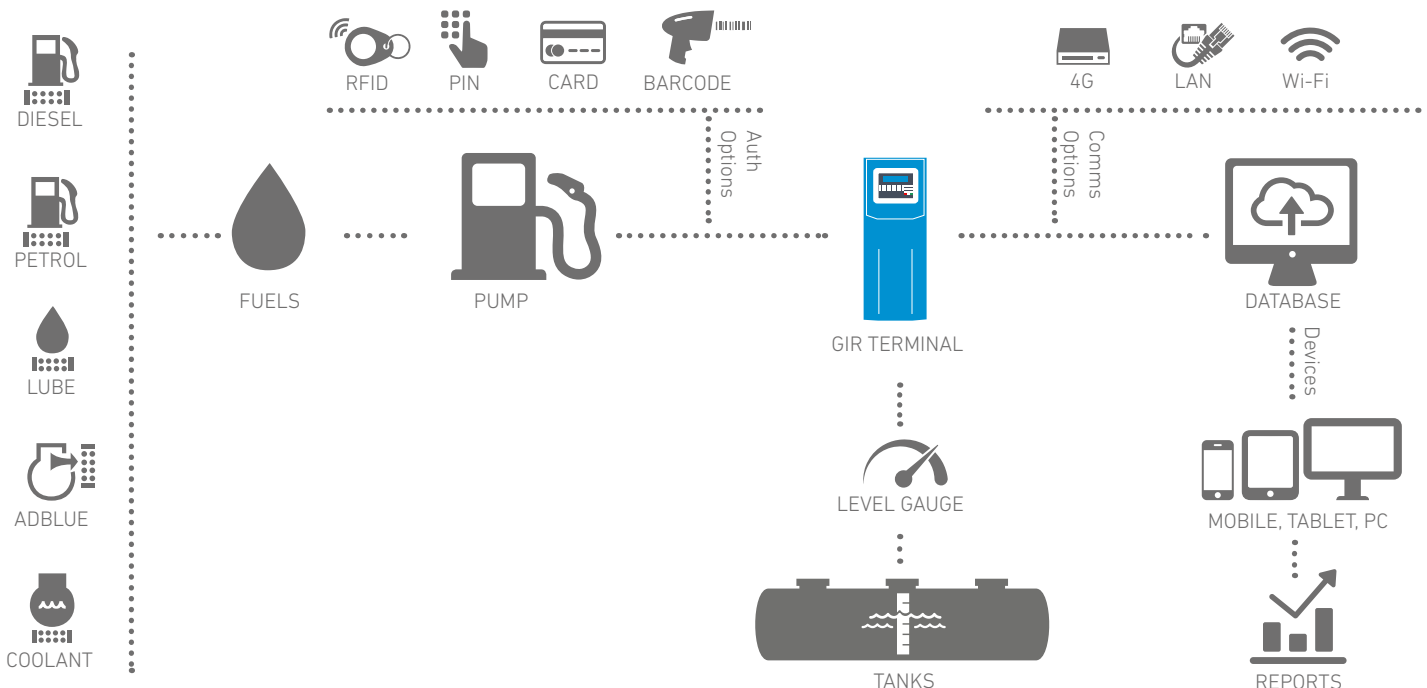 RFID
PIN
CARD
BARCODE
4G
LAN
Wi-Fi
DIESEL
PETROL
LUBE
ADBLUE
COOLANT
Auth
Options
Comms
Options
FUELS
PUMP
GIR TERMINAL
DATABASE
Devices
LEVEL GAUGE
MOBILE, TABLET, PC
TANKS
REPORTS